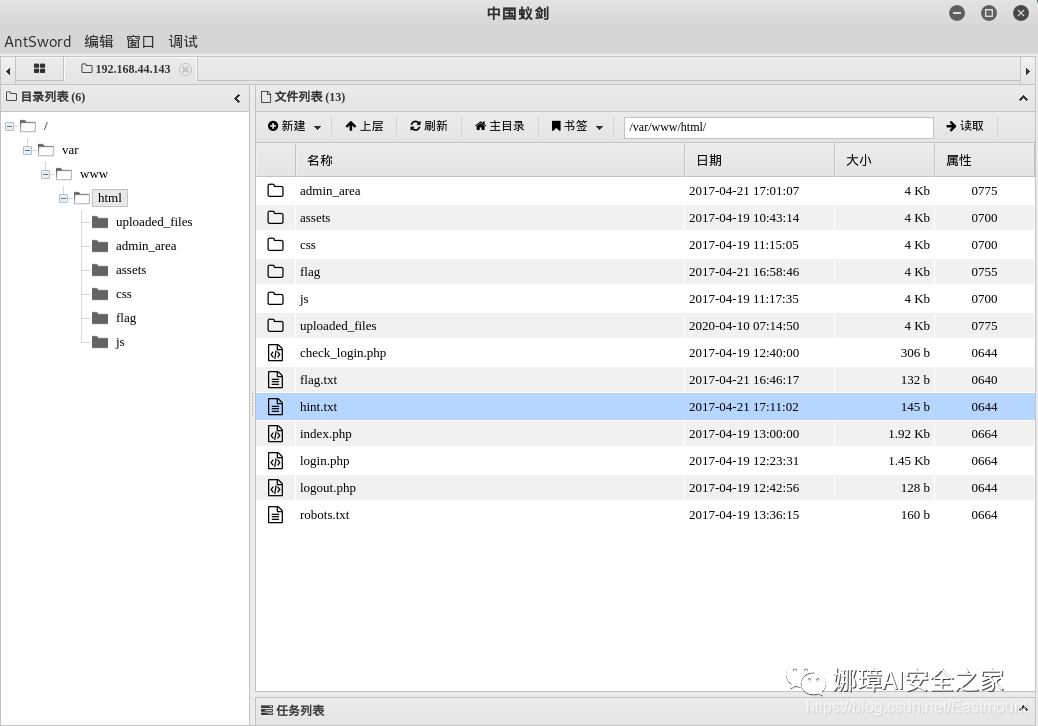 中国蚁剑
AntSword 编辑 窗口 调试
192.168.44.143
目录列表 (6)
/
var
www
html
uploaded_files
admin_area
assets
css
flag
js
文件列表 (13)
新建 上层 刷新 主目录 书签 /var/www/html/ 读取
名称 日期 大小 属性
admin_area 2017-04-21 17:01:07 4 Kb 0775
assets 2017-04-19 10:43:14 4 Kb 0700
css 2017-04-19 11:15:05 4 Kb 0700
flag 2017-04-21 16:58:46 4 Kb 0755
js 2017-04-19 11:17:35 4 Kb 0700
uploaded_files 2020-04-10 07:14:50 4 Kb 0775
check_login.php 2017-04-19 12:40:00 306 b 0644
flag.txt 2017-04-21 16:46:17 132 b 0640
hint.txt 2017-04-21 17:11:02 145 b 0644
index.php 2017-04-19 13:00:00 1.92 Kb 0664
login.php 2017-04-19 12:23:31 1.45 Kb 0664
logout.php 2017-04-19 12:42:56 128 b 0644
robots.txt 2017-04-19 13:36:15 160 b 0664
娜璋AI安全之家
https://blog.csdn.net/Eastmount
任务列表